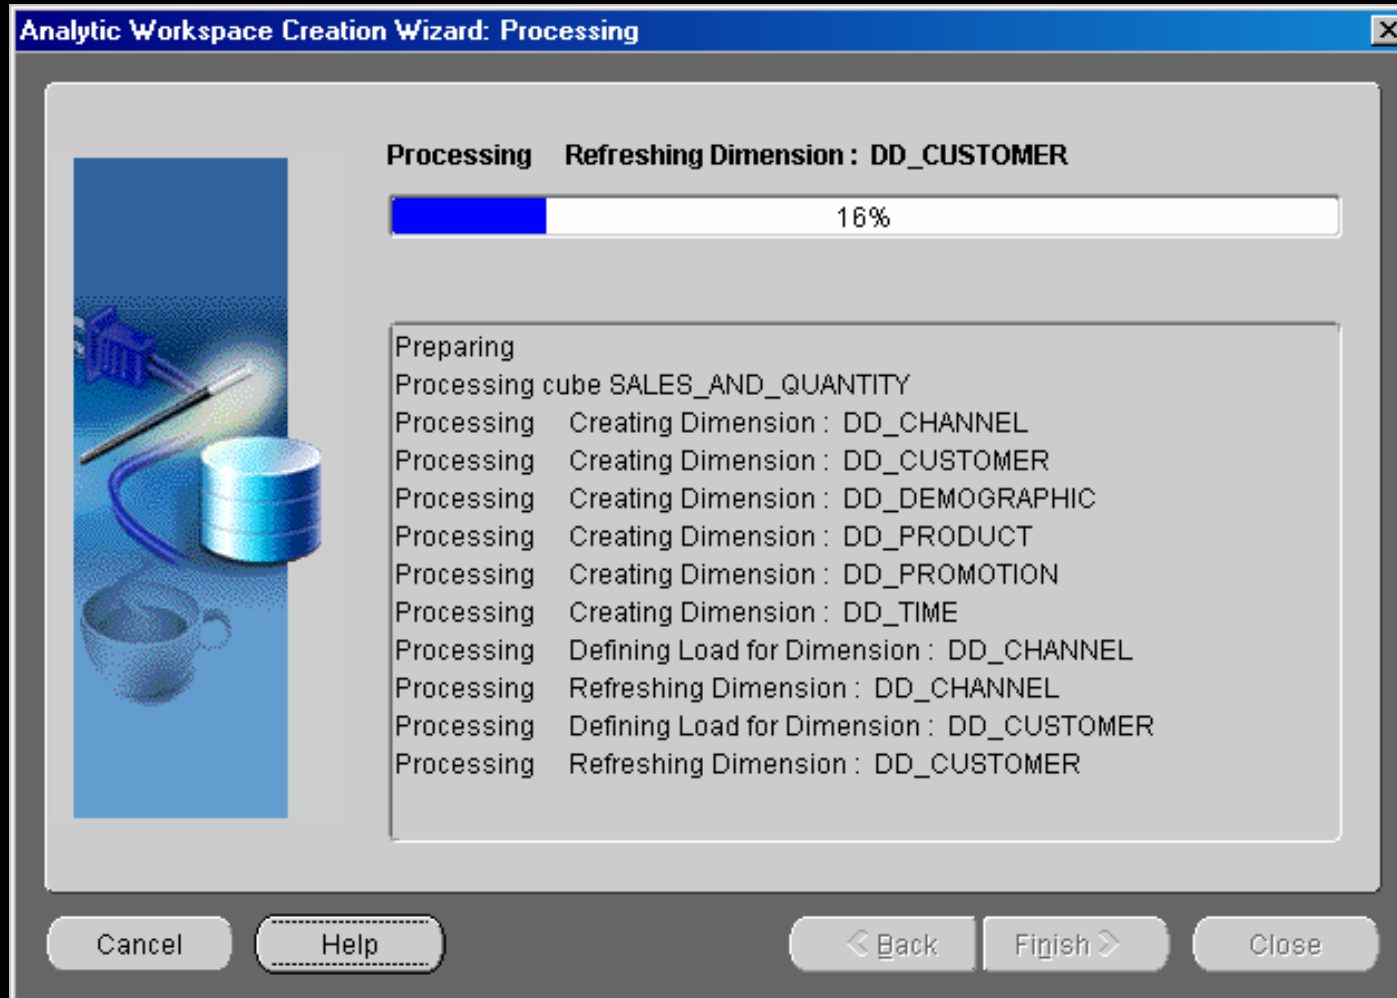 Analytic Workspace Creation Wizard: Processing
Processing Refreshing Dimension : DD_CUSTOMER
16%
Preparing
Processing cube SALES_AND_QUANTITY
Processing Creating Dimension : DD_CHANNEL
Processing Creating Dimension : DD_CUSTOMER
Processing Creating Dimension : DD_DEMOGRAPHIC
Processing Creating Dimension : DD_PRODUCT
Processing Creating Dimension : DD_PROMOTION
Processing Creating Dimension : DD_TIME
Processing Defining Load for Dimension : DD_CHANNEL
Processing Refreshing Dimension : DD_CHANNEL
Processing Defining Load for Dimension : DD_CUSTOMER
Processing Refreshing Dimension : DD_CUSTOMER
Cancel Help Back Finish Close